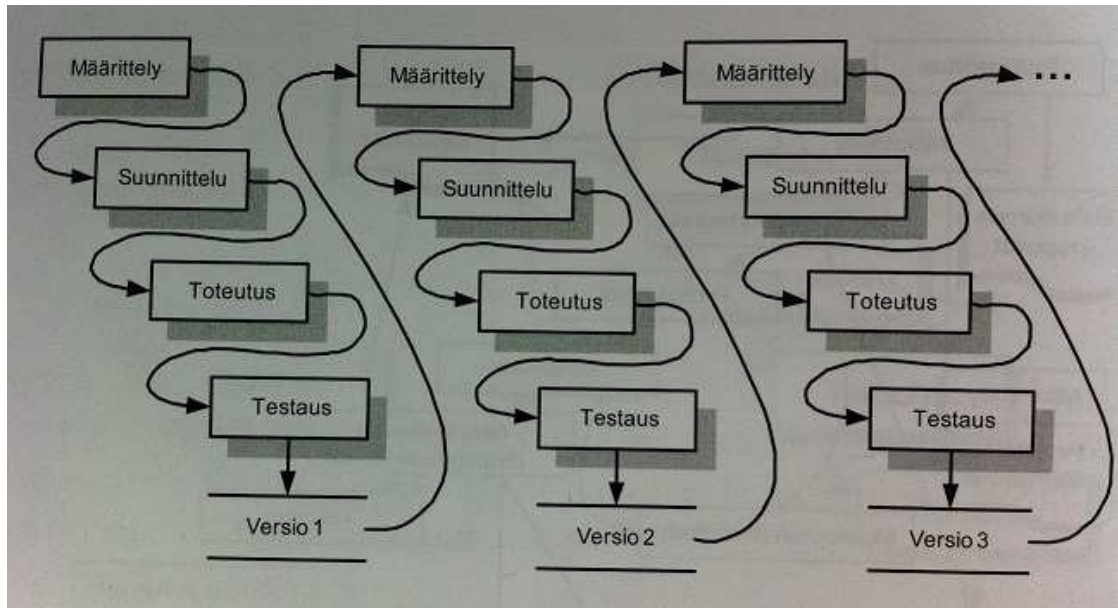 Määrittely
Suunnittelu
Toteutus
Testaus
Versio 1
Määrittely
Suunnittelu
Toteutus
Testaus
Versio 2
Määrittely
Suunnittelu
Toteutus
Testaus
Versio 3
...